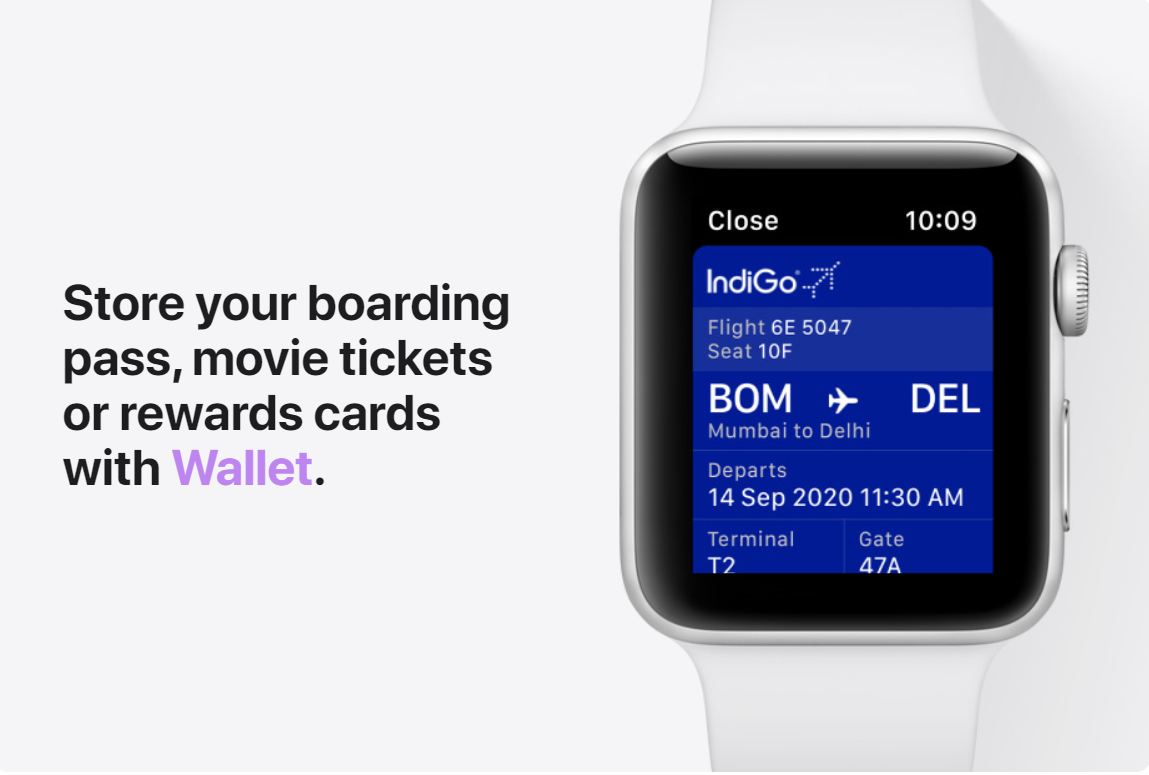 Store your boarding
pass, movie tickets
or rewards cards
with Wallet.
Close 10:09
IndiGo
Flight 6E 5047
Seat 10F
BOM DEL
Mumbai to Delhi
Departs
14 Sep 2020 11:30 AM
Terminal Gate
T2 47A